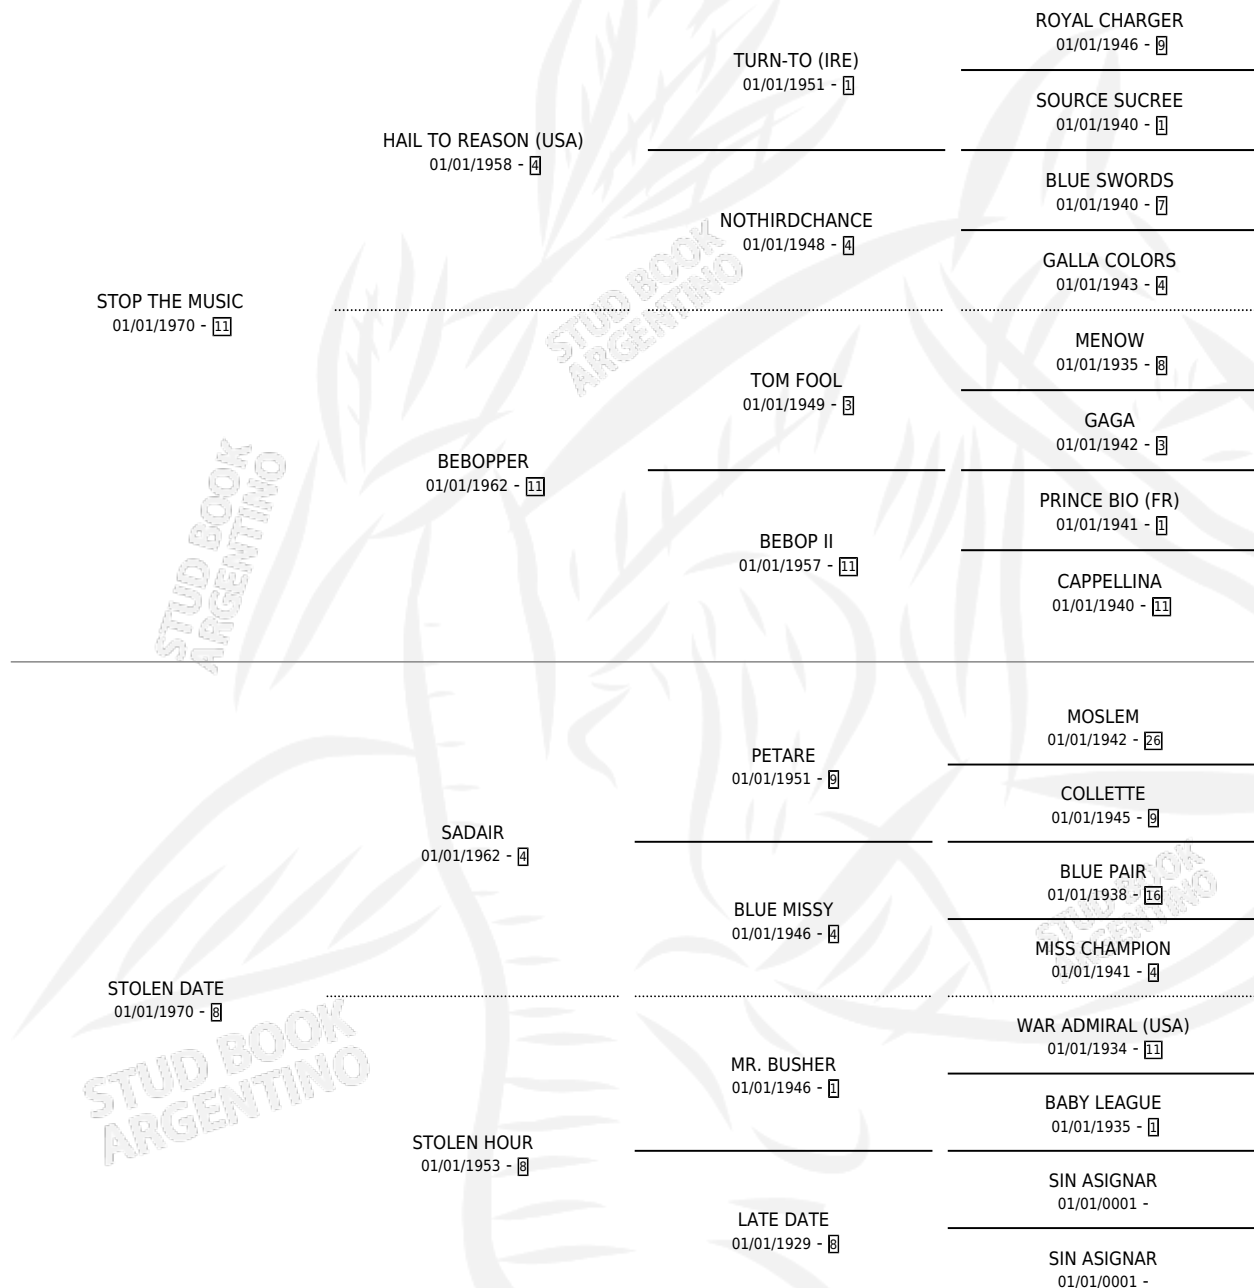 ROYAL CHARGER
01/01/1946 - 9
TURN-TO (IRE)
01/01/1951 - 1
SOURCE SUCREE
01/01/1940 - 1
HAIL TO REASON (USA)
01/01/1958 - 4
BLUE SWORDS
01/01/1940 - 7
NOTHIRDCHANCE
01/01/1948 - 4
GALLA COLORS
01/01/1943 - 4
STOP THE MUSIC
01/01/1970 - 11
STUD BOOK
ARGENTINO
MENOW
01/01/1935 - 8
TOM FOOL
01/01/1949 - 3
GAGA
01/01/1942 - 3
BEBOPPER
01/01/1962 - 11
PRINCE BIO (FR)
01/01/1941 - 1
BEBOP II
01/01/1957 - 11
CAPPELLINA
01/01/1940 - 11
STUD BOOK
ARGENTINO
MOSLEM
01/01/1942 - 26
PETARE
01/01/1951 - 9
COLLETTE
01/01/1945 - 9
SADAIR
01/01/1962 - 4
BLUE PAIR
01/01/1938 - 16
BLUE MISSY
01/01/1946 - 4
STUD BOOK
ARGENTINO
MISS CHAMPION
01/01/1941 - 4
STOLEN DATE
01/01/1970 - 8
WAR ADMIRAL (USA)
01/01/1934 - 11
STUD BOOK
ARGENTINO
MR. BUSHER
01/01/1946 - 1
BABY LEAGUE
01/01/1935 - 1
STOLEN HOUR
01/01/1953 - 8
SIN ASIGNAR
01/01/0001 -
LATE DATE
01/01/1929 - 8
SIN ASIGNAR
01/01/0001 -